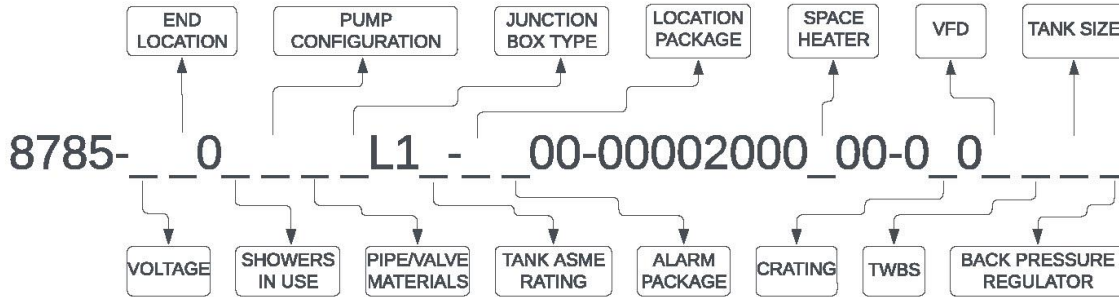 END LOCATION
PUMP CONFIGURATION
JUNCTION BOX TYPE
LOCATION PACKAGE
SPACE HEATER
VFD
TANK SIZE
8785-_ _0_ _ _ _L1_-_ _00-00002000_00-0_0_ _ _ _
VOLTAGE
SHOWERS IN USE
PIPE/VALVE MATERIALS
TANK ASME RATING
ALARM PACKAGE
CRATING
TWBS
BACK PRESSURE REGULATOR